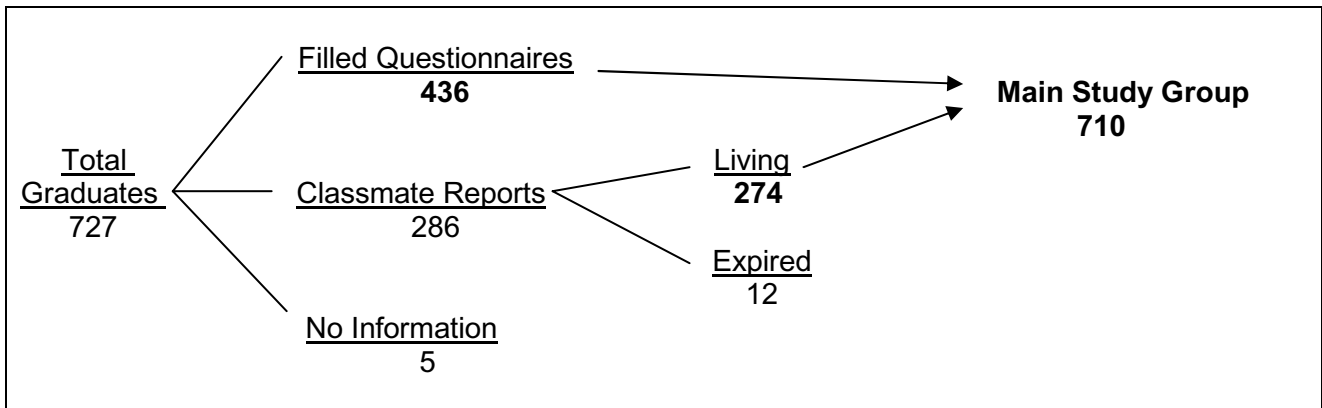 Filled Questionnaires
436
Main Study Group
710
Total
Graduates
727
Classmate Reports
286
Living
274
Expired
12
No Information
5